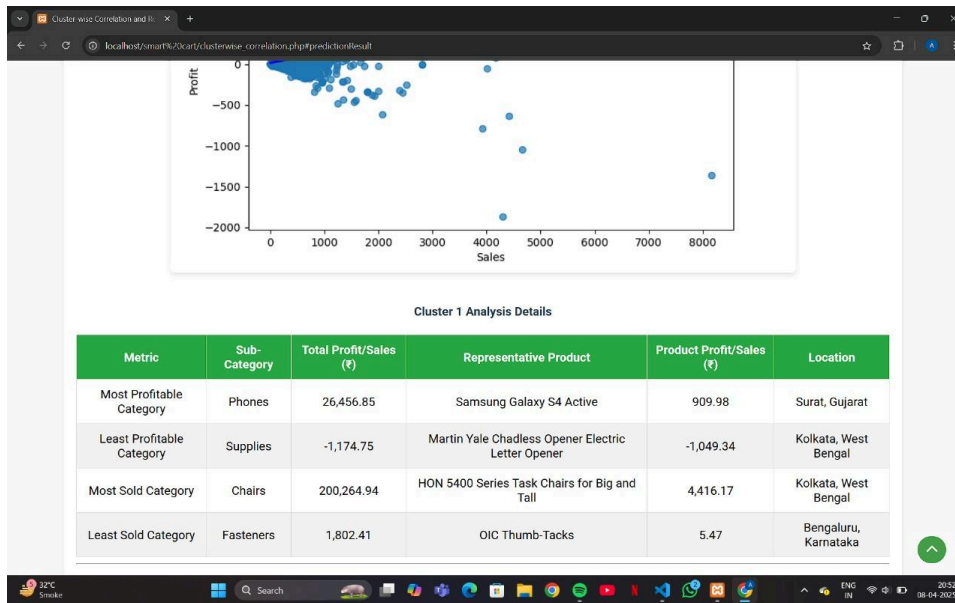 Cluster-wise Correlation and Re
localhost/smart%20cart/clusterwise_correlation.php#predictionResult
Profit
0
−500
−1000
−1500
−2000
0 1000 2000 3000 4000 5000 6000 7000 8000
Sales
Cluster 1 Analysis Details
Metric Sub-Category Total Profit/Sales (₹) Representative Product Product Profit/Sales (₹) Location
Most Profitable Category Phones 26,456.85 Samsung Galaxy S4 Active 909.98 Surat, Gujarat
Least Profitable Category Supplies -1,174.75 Martin Yale Chadless Opener Electric Letter Opener -1,049.34 Kolkata, West Bengal
Most Sold Category Chairs 200,264.94 HON 5400 Series Task Chairs for Big and Tall 4,416.17 Kolkata, West Bengal
Least Sold Category Fasteners 1,802.41 OIC Thumb-Tacks 5.47 Bengaluru, Karnataka
32°C
Smoke
Search
ENG
IN
20:52
08-04-2025